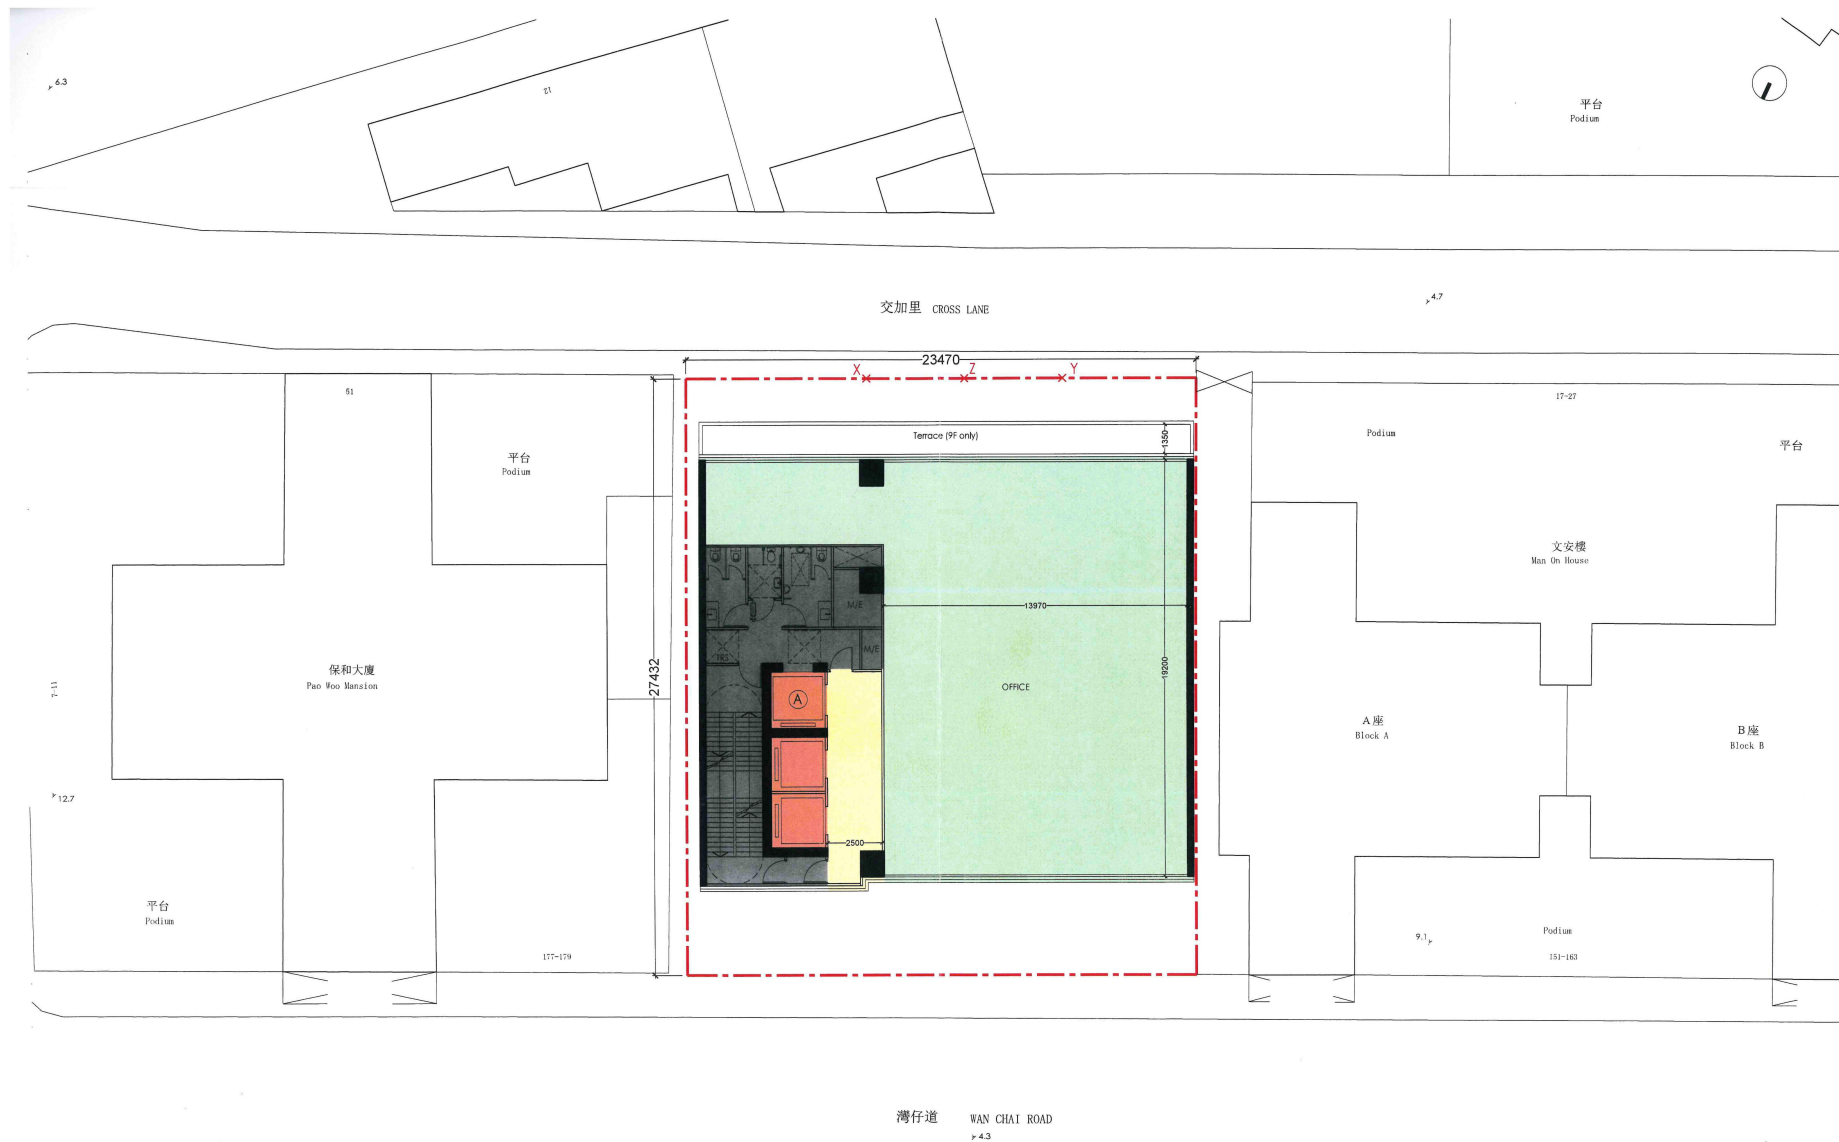 6.3
12
平台
Podium
交加里 CROSS LANE
4.7
23470
X
Z
Y
51
17-27
Terrace (9F only)
1350
Podium
平台
平台
Podium
文安樓
Man On House
M/E
13970
M/E
19200
27432
保和大廈
Pao Woo Mansion
7-11
OFFICE
A
A座
Block A
B座
Block B
12.7
2500
平台
Podium
9.1
Podium
177-179
151-163
灣仔道 WAN CHAI ROAD
4.3